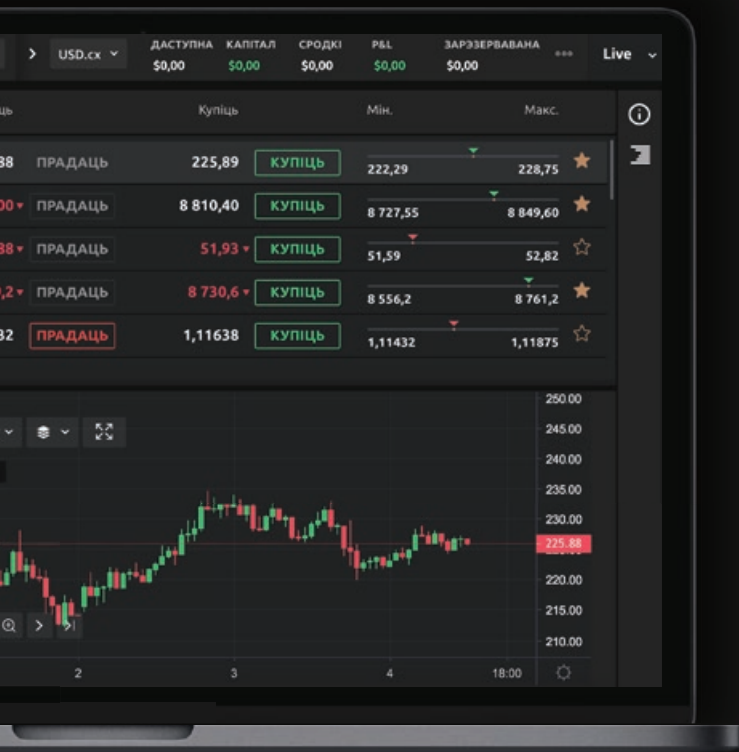 USD.cx ДАСТУПНА КАПІТАЛ СРОДКІ P&L ЗАРЭЗЕРВАВАНА Live
$0,00 $0,00 $0,00 $0,00 $0,00
Купіць Мін. Макс.
ПРАДАЦЬ 225,89 КУПІЦЬ 222,29 228,75
ПРАДАЦЬ 8 810,40 КУПІЦЬ 8 727,55 8 849,60
ПРАДАЦЬ 51,93 КУПІЦЬ 51,59 52,82
ПРАДАЦЬ 8 730,6 КУПІЦЬ 8 556,2 8 761,2
ПРАДАЦЬ 1,11638 КУПІЦЬ 1,11432 1,11875
250.00
245.00
240.00
235.00
230.00
225.88
220.00
215.00
210.00
2 3 4 18:00